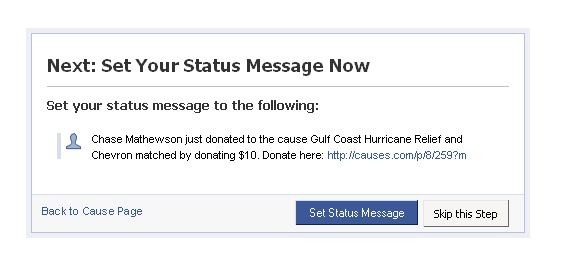 Next: Set Your Status Message Now
Set your status message to the following:
Chase Mathewson just donated to the cause Gulf Coast Hurricane Relief and
Chevron matched by donating $10. Donate here: http://causes.com/p/8/259?m
Back to Cause Page
Set Status Message
Skip this Step